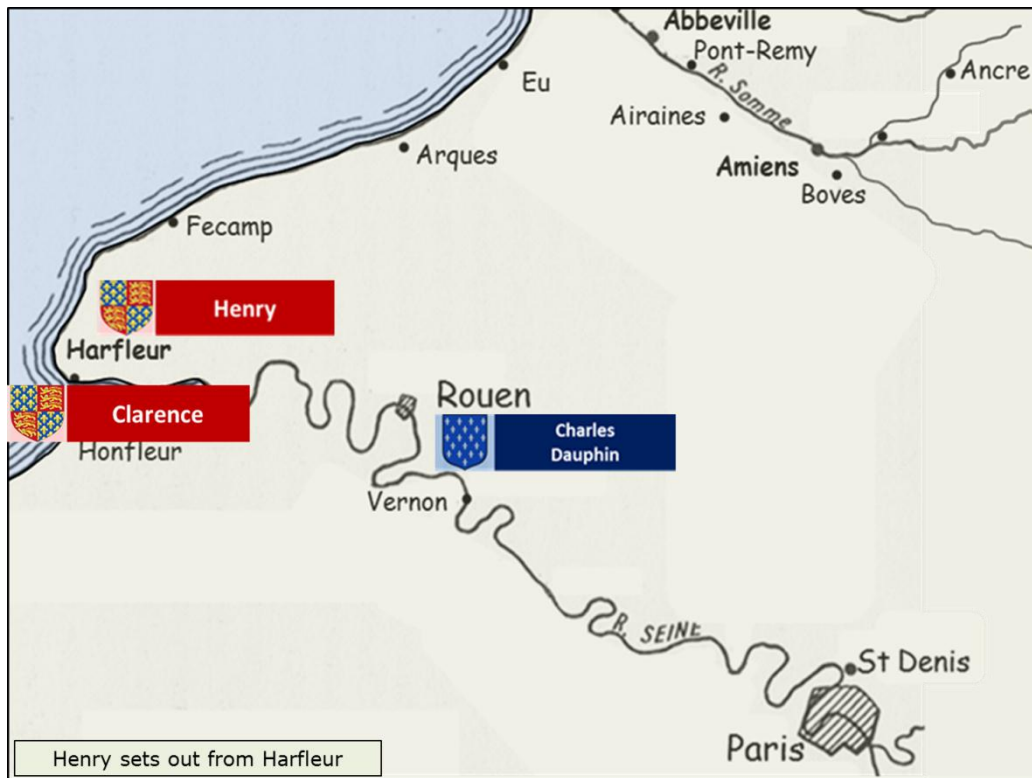 Abbeville
Pont-Remy
Ancre
Eu
R. Somme
Airaines
Arques
Amiens
Boves
Fecamp
Henry
Harfleur
Rouen
Clarence
Charles
Dauphin
Honfleur
Vernon
R. SEINE
St Denis
Paris
Henry sets out from Harfleur